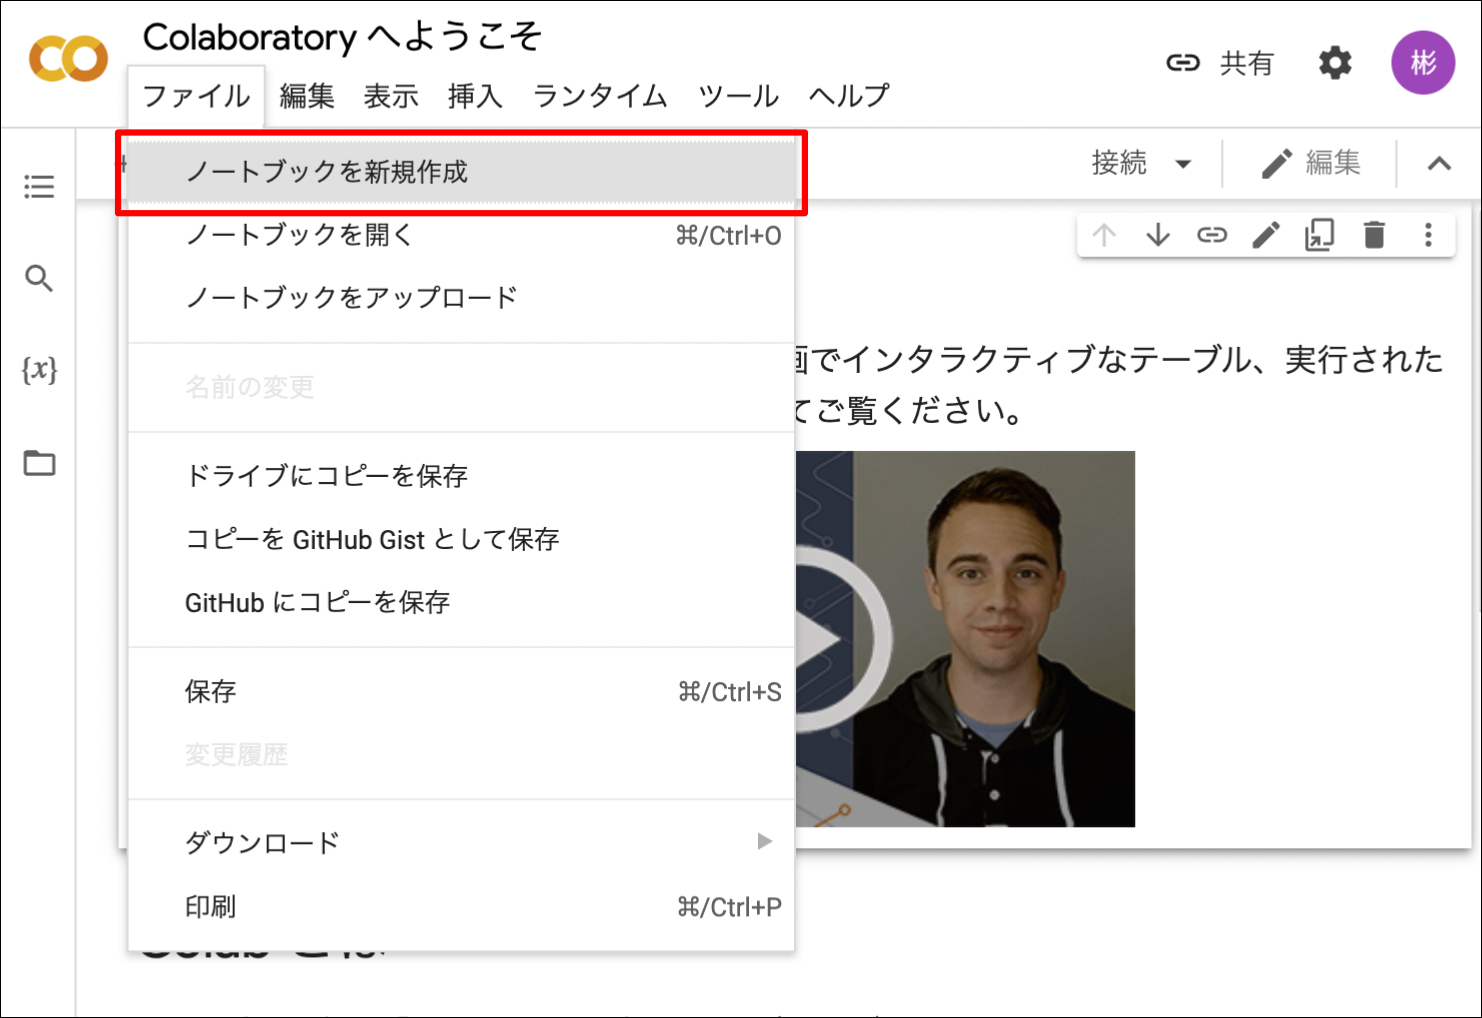 Colaboratory へようこそ
共有
彬
ファイル 編集 表示 挿入 ランタイム ツール ヘルプ
ノートブックを新規作成
接続 編集
ノートブックを開く ⌘/Ctrl+O
ノートブックをアップロード
{x}
画でインタラクティブなテーブル、実行された
てご覧ください。
名前の変更
ドライブにコピーを保存
コピーを GitHub Gist として保存
GitHub にコピーを保存
保存 ⌘/Ctrl+S
変更履歴
ダウンロード
印刷 ⌘/Ctrl+P